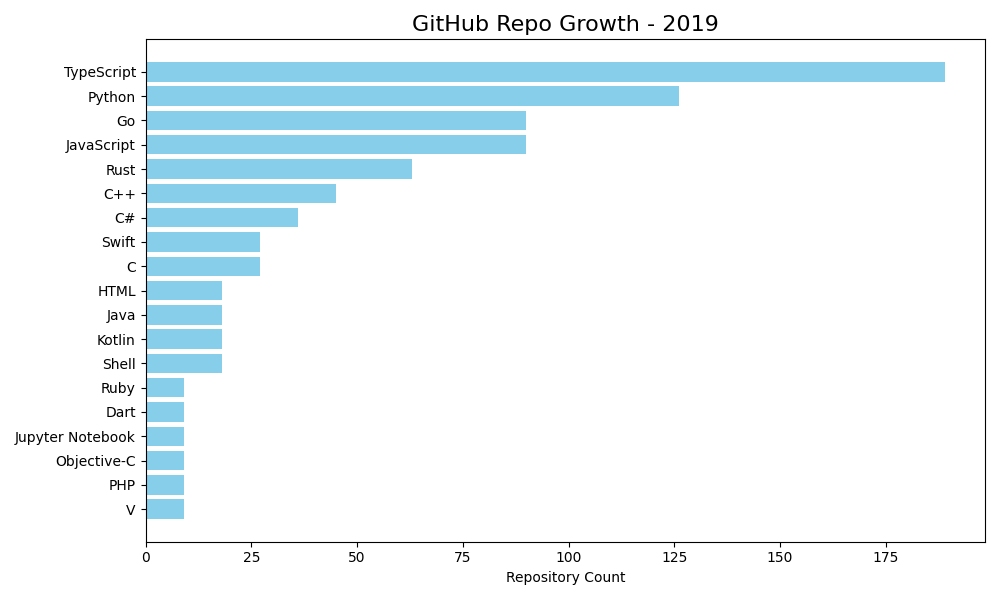 GitHub Repo Growth - 2019
TypeScript
Python
Go
JavaScript
Rust
C++
C#
Swift
C
HTML
Java
Kotlin
Shell
Ruby
Dart
Jupyter Notebook
Objective-C
PHP
V
0 25 50 75 100 125 150 175
Repository Count